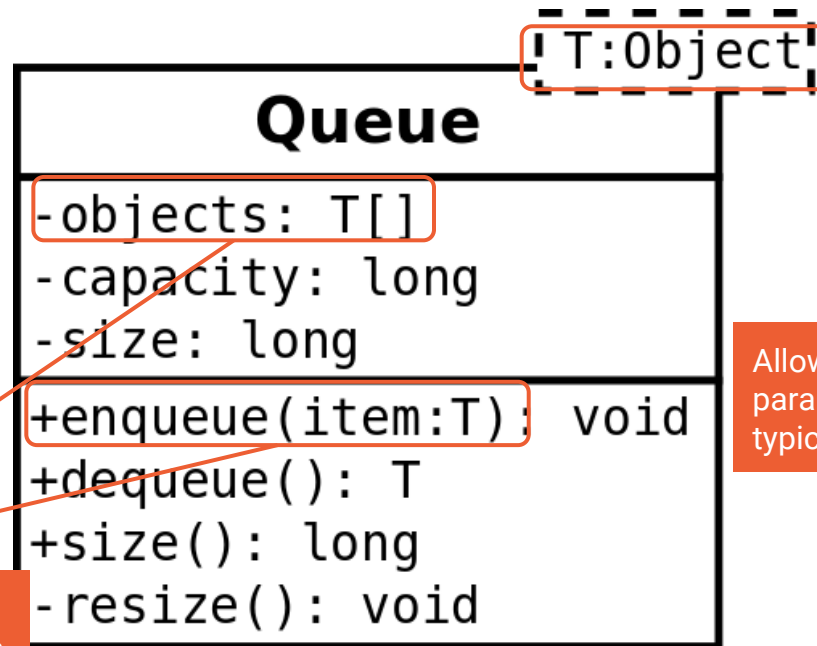 T:Object
Queue
-objects: T[]
-capacity: long
-size: long
+enqueue(item:T): void
+dequeue(): T
+size(): long
-resize(): void